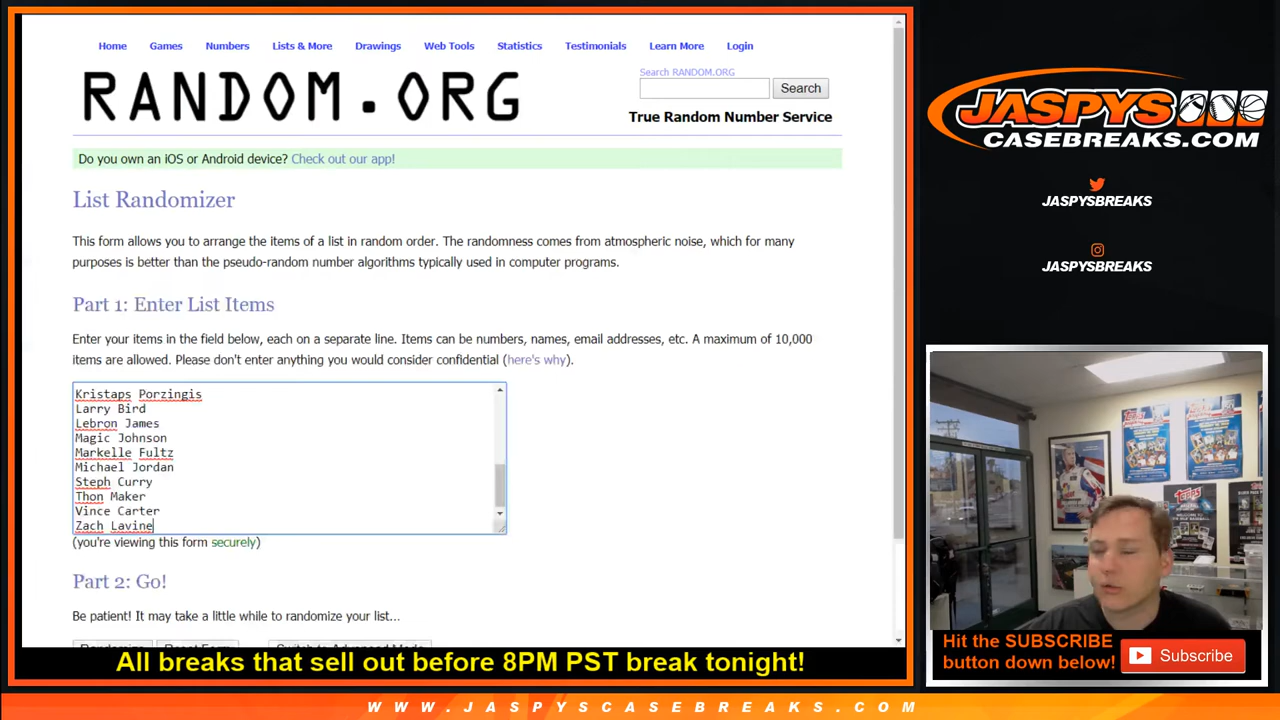 Home Games Numbers Lists & More Drawings Web Tools Statistics Testimonials Learn More Login
RANDOM.ORG
Search RANDOM.ORG
Search
True Random Number Service
Do you own an iOS or Android device? Check out our app!
List Randomizer
This form allows you to arrange the items of a list in random order. The randomness comes from atmospheric noise, which for many
purposes is better than the pseudo-random number algorithms typically used in computer programs.
Part 1: Enter List Items
Enter your items in the field below, each on a separate line. Items can be numbers, names, email addresses, etc. A maximum of 10,000
items are allowed. Please don't enter anything you would consider confidential (here's why).
Kristaps Porzingis
Larry Bird
Lebron James
Magic Johnson
Markelle Fultz
Michael Jordan
Steph Curry
Thon Maker
Vince Carter
Zach Lavine
(you're viewing this form securely)
Part 2: Go!
Be patient! It may take a little while to randomize your list...
Randomize Reset Form Switch to Advanced Mode
JASPYS
CASEBREAKS.COM
JASPYSBREAKS
JASPYSBREAKS
TOPPS
TOPPS
Hit the SUBSCRIBE
button down below!
Subscribe
All breaks that sell out before 8PM PST break tonight!
WWW.JASPYSCASEBREAKS.COM